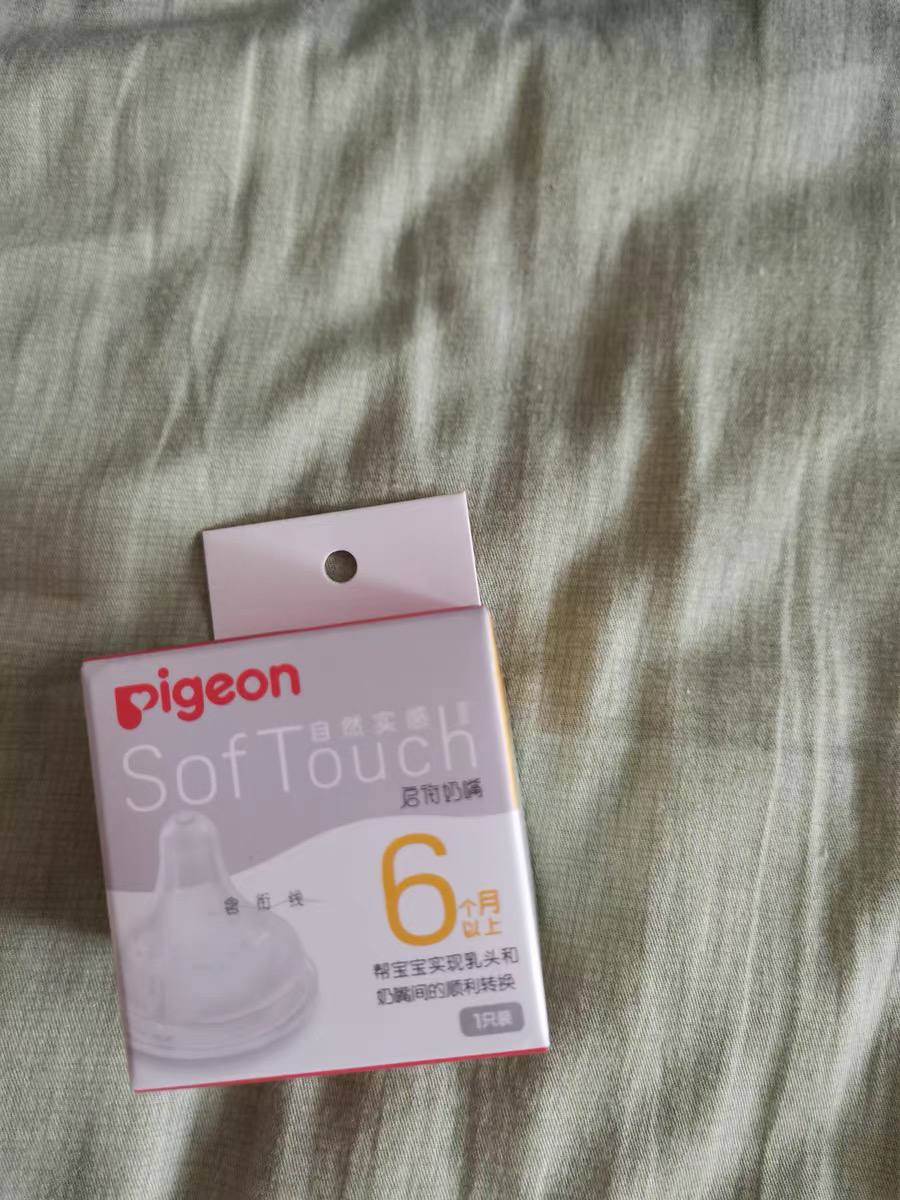 pigeon
自然实感
SofTouch
启衔奶嘴
含衔线
6个月
以上
帮宝宝实现乳头和
奶嘴间的顺利转换
1只装